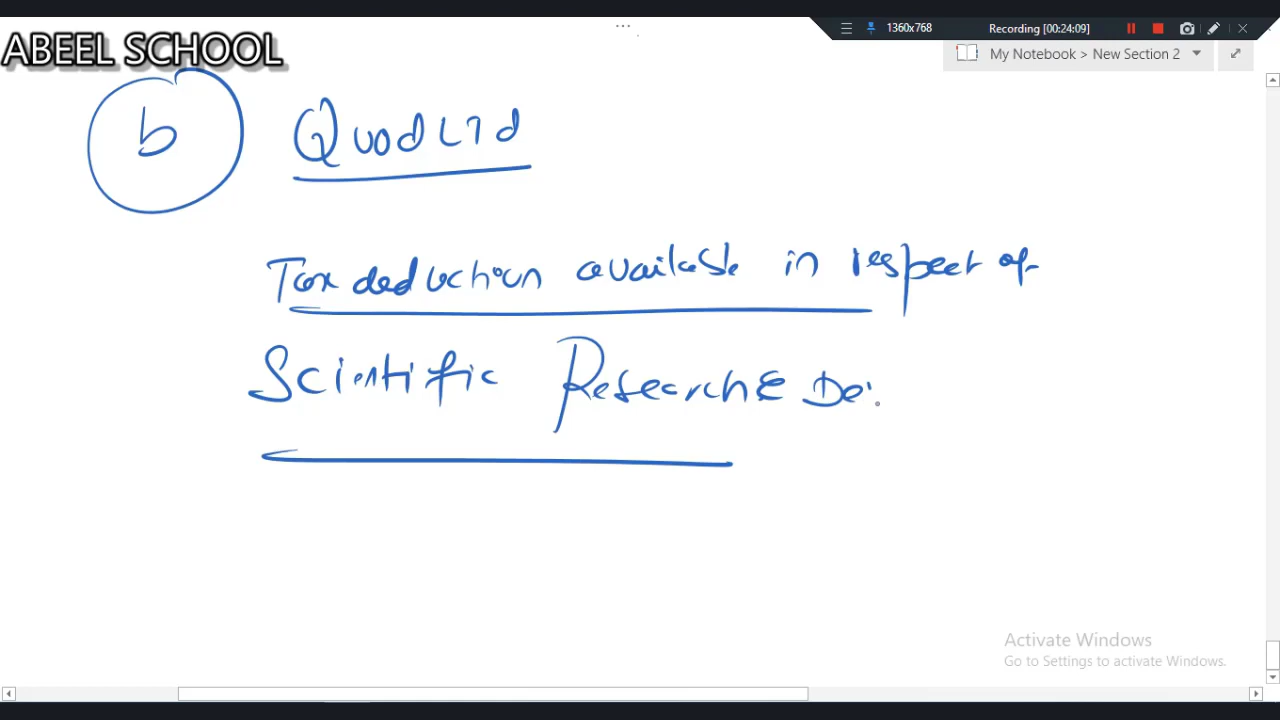 ABEEL SCHOOL
1360x768
Recording [00:24:09]
My Notebook > New Section 2
b
Quod LTD
Tax deduction available in respect of
Scientific Research & Dev
Activate Windows
Go to Settings to activate Windows.